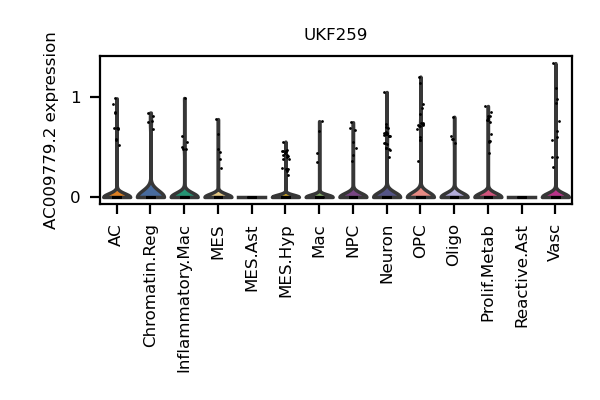 UKF259
AC009779.2 expression
1
0
AC
Chromatin.Reg
Inflammatory.Mac
MES
MES.Ast
MES.Hyp
Mac
NPC
Neuron
OPC
Oligo
Prolif.Metab
Reactive.Ast
Vasc